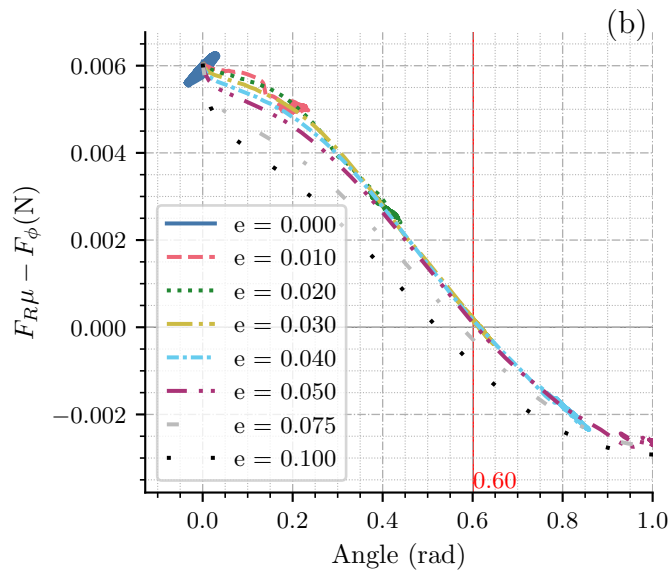 (b)
0.006
0.004
0.002
0.000
−0.002
F_R μ − F_ϕ(N)
e = 0.000
e = 0.010
e = 0.020
e = 0.030
e = 0.040
e = 0.050
e = 0.075
e = 0.100
0.60
0.0
0.2
0.4
0.6
0.8
1.0
Angle (rad)